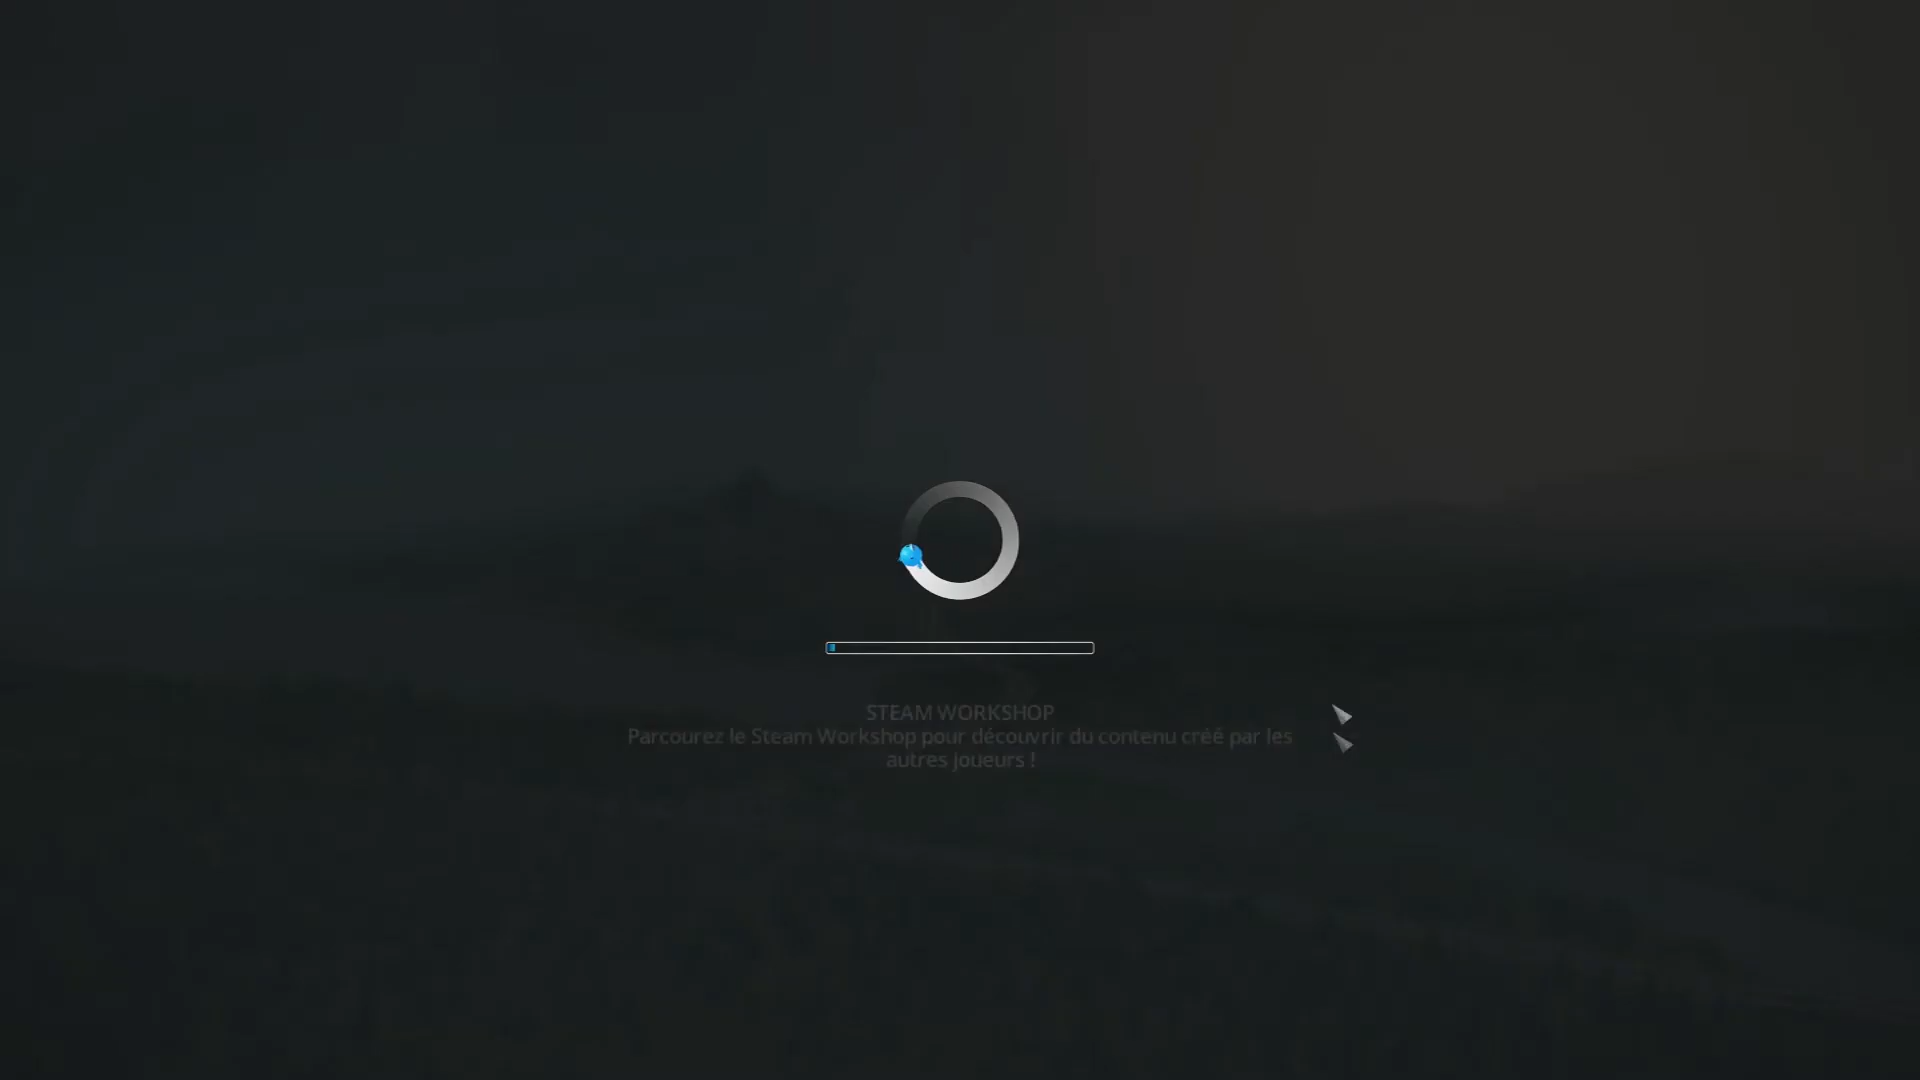 STEAM WORKSHOP
Parcourez le Steam Workshop pour découvrir du contenu créé par les
autres joueurs !